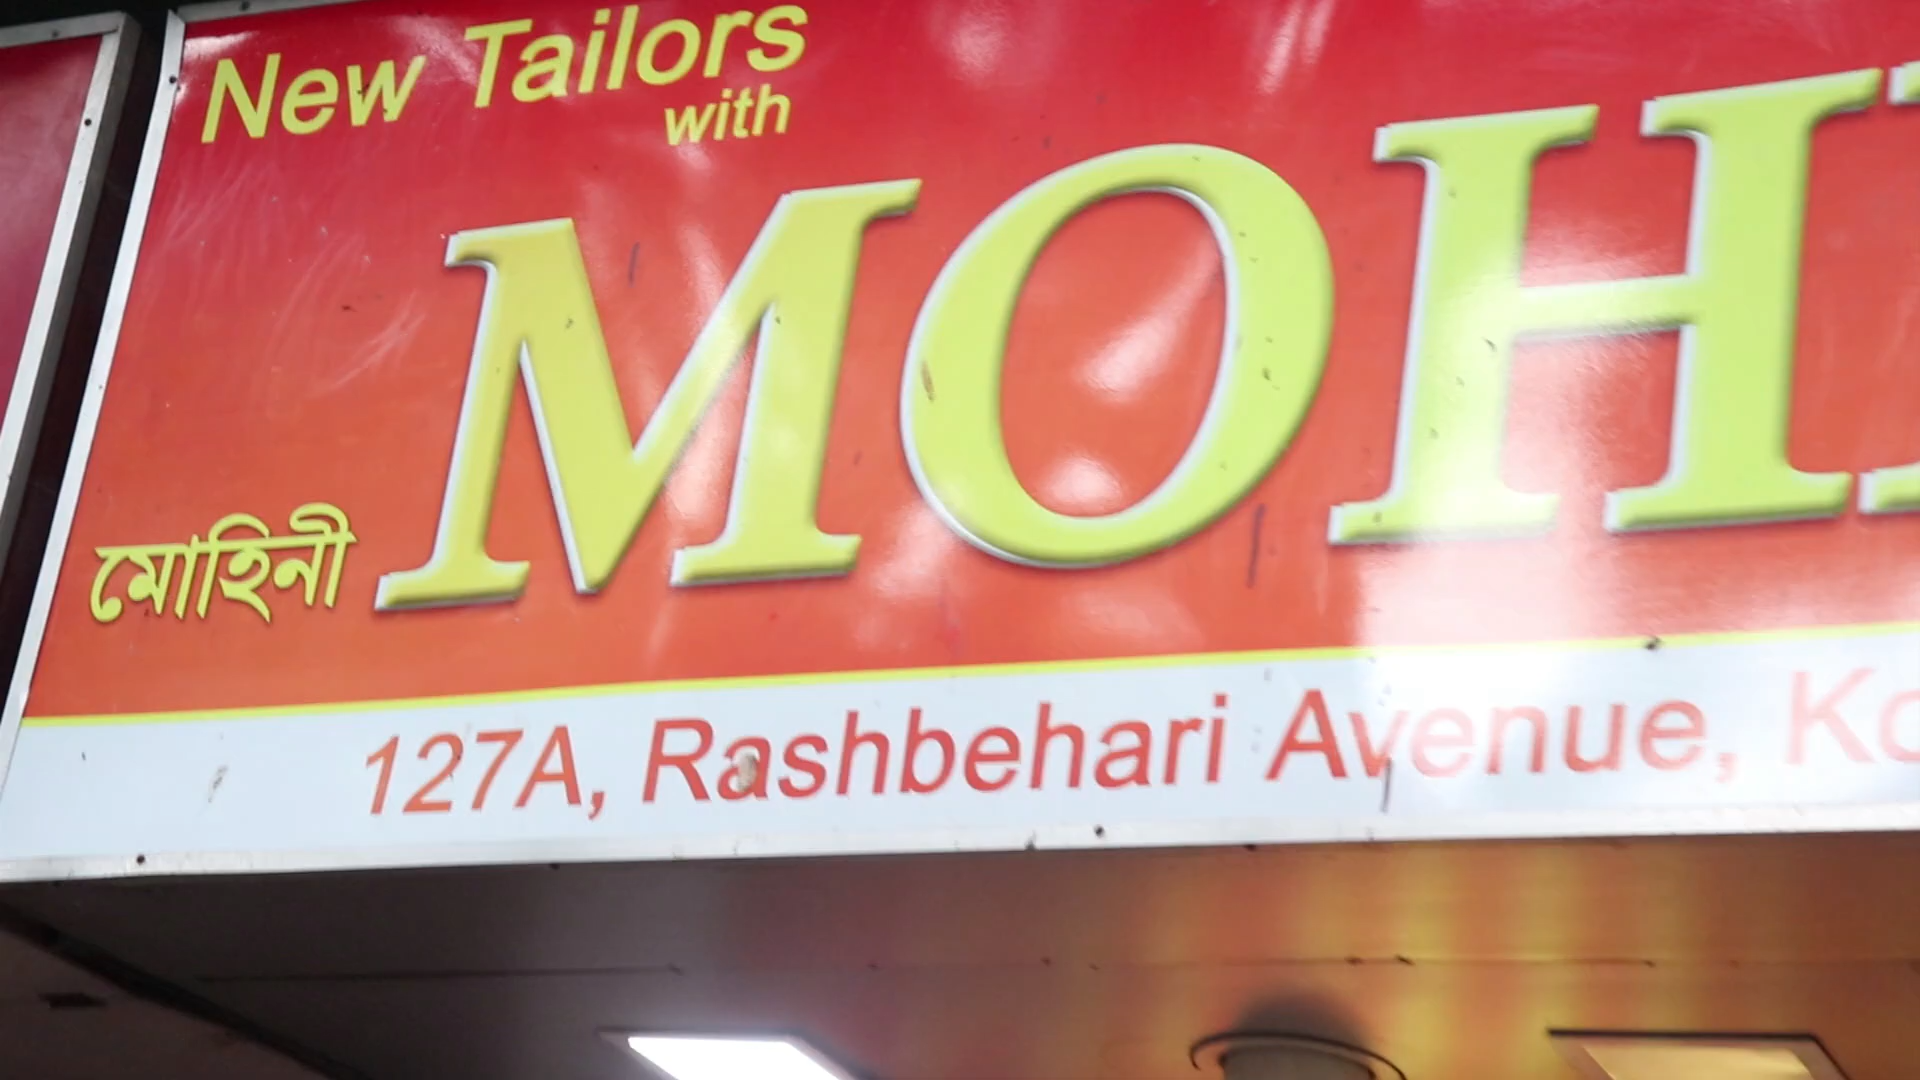 New Tailors
with
মোহিনী MOH
127A, Rashbehari Avenue,